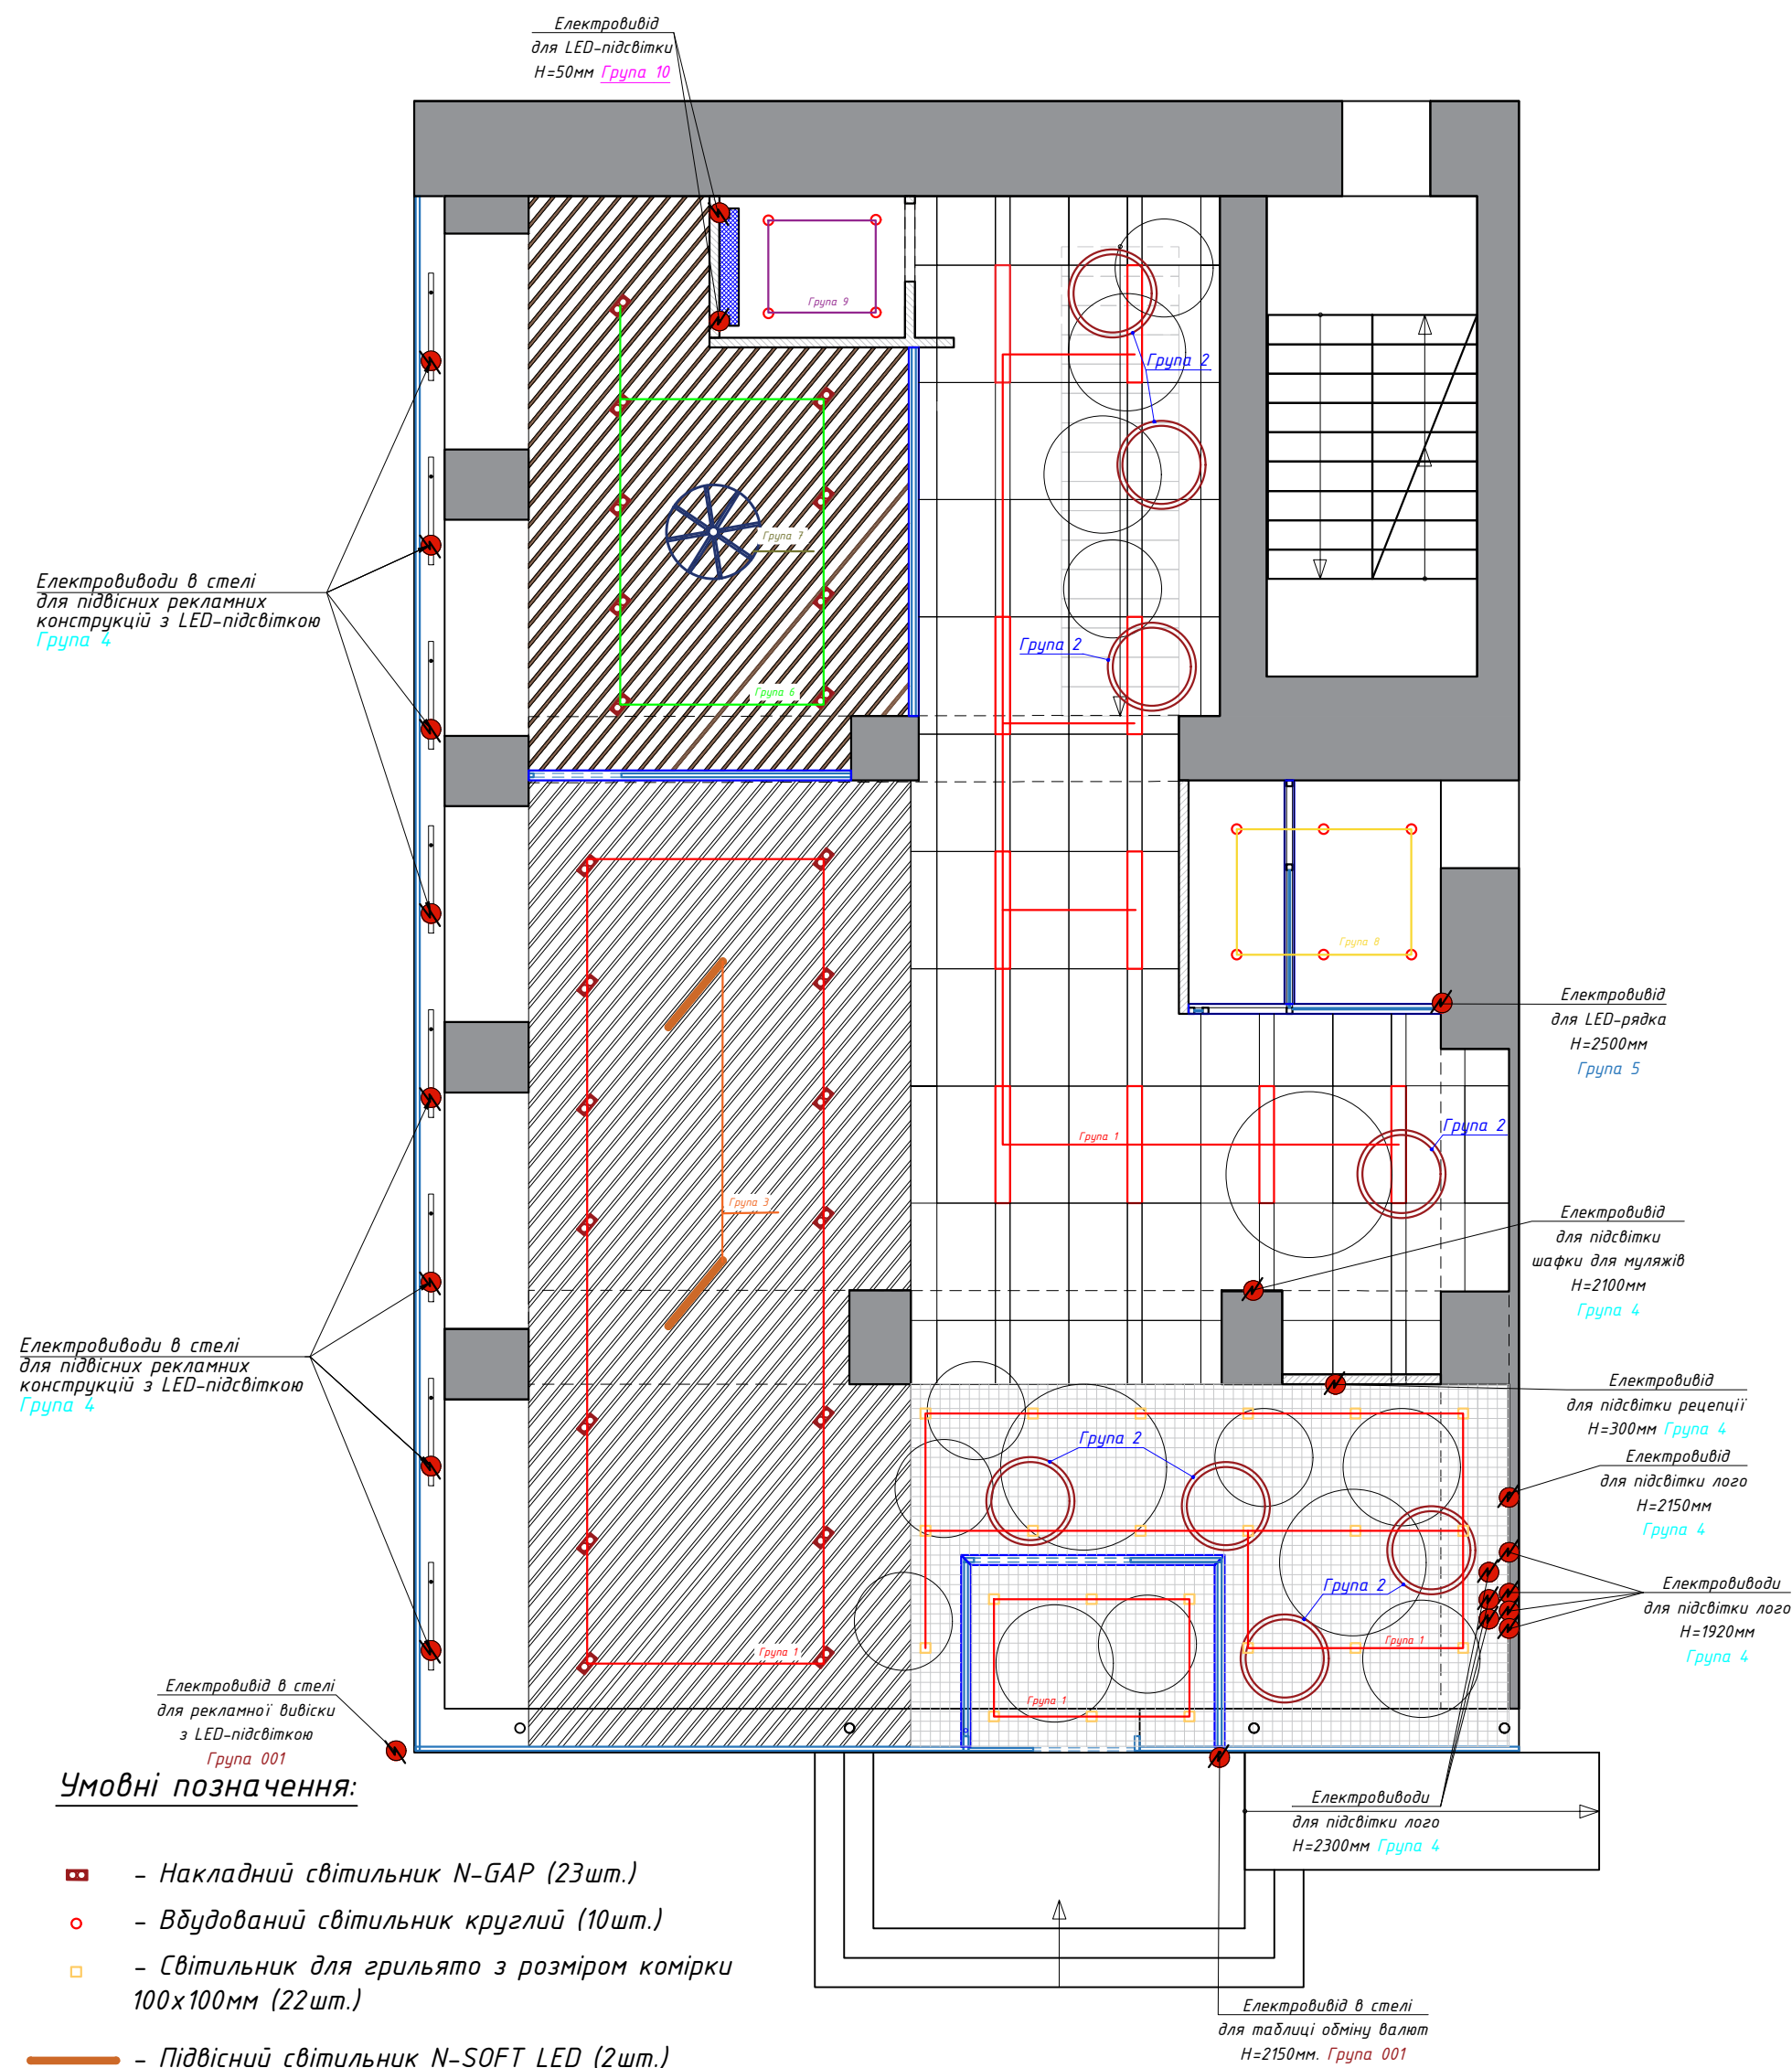 Електровивід
для LED-підсвітки
H=50мм Група 10
Група 9
Група 2
Група 7
Електровиводи в стелі
для підвісних рекламних
конструкцій з LED-підсвіткою
Група 4
Група 2
Група 6
Група 8
Електровивід
для LED-рядка
H=2500мм
Група 5
Група 2
Група 1
Група 3
Електровивід
для підсвітки
шафки для муляжів
H=2100мм
Група 4
Електровиводи в стелі
для підвісних рекламних
конструкцій з LED-підсвіткою
Група 4
Електровивід
для підсвітки рецепції
H=300мм Група 4
Група 2
Електровивід
для підсвітки лого
H=2150мм
Група 4
Група 2
Електровиводи
для підсвітки лого
H=1920мм
Група 4
Група 1
Група 1
Група 1
Електровивід в стелі
для рекламної вивіски
з LED-підсвіткою
Група 001
Електровиводи
для підсвітки лого
H=2300мм Група 4
Умовні позначення:
- Накладний світильник N-GAP (23шт.)
- Вбудований світильник круглий (10шт.)
- Світильник для грильято з розміром комірки
100х100мм (22шт.)
- Підвісний світильник N-SOFT LED (2шт.)
Електровивід в стелі
для таблиці обміну валют
H=2150мм. Група 001